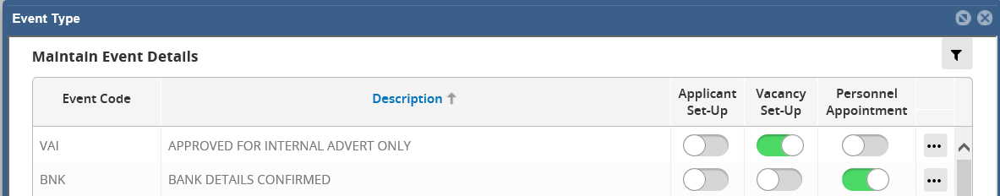 Event Type
Maintain Event Details
Event Code
Description
Applicant
Set-Up
Vacancy
Set-Up
Personnel
Appointment
VAI
APPROVED FOR INTERNAL ADVERT ONLY
BNK
BANK DETAILS CONFIRMED